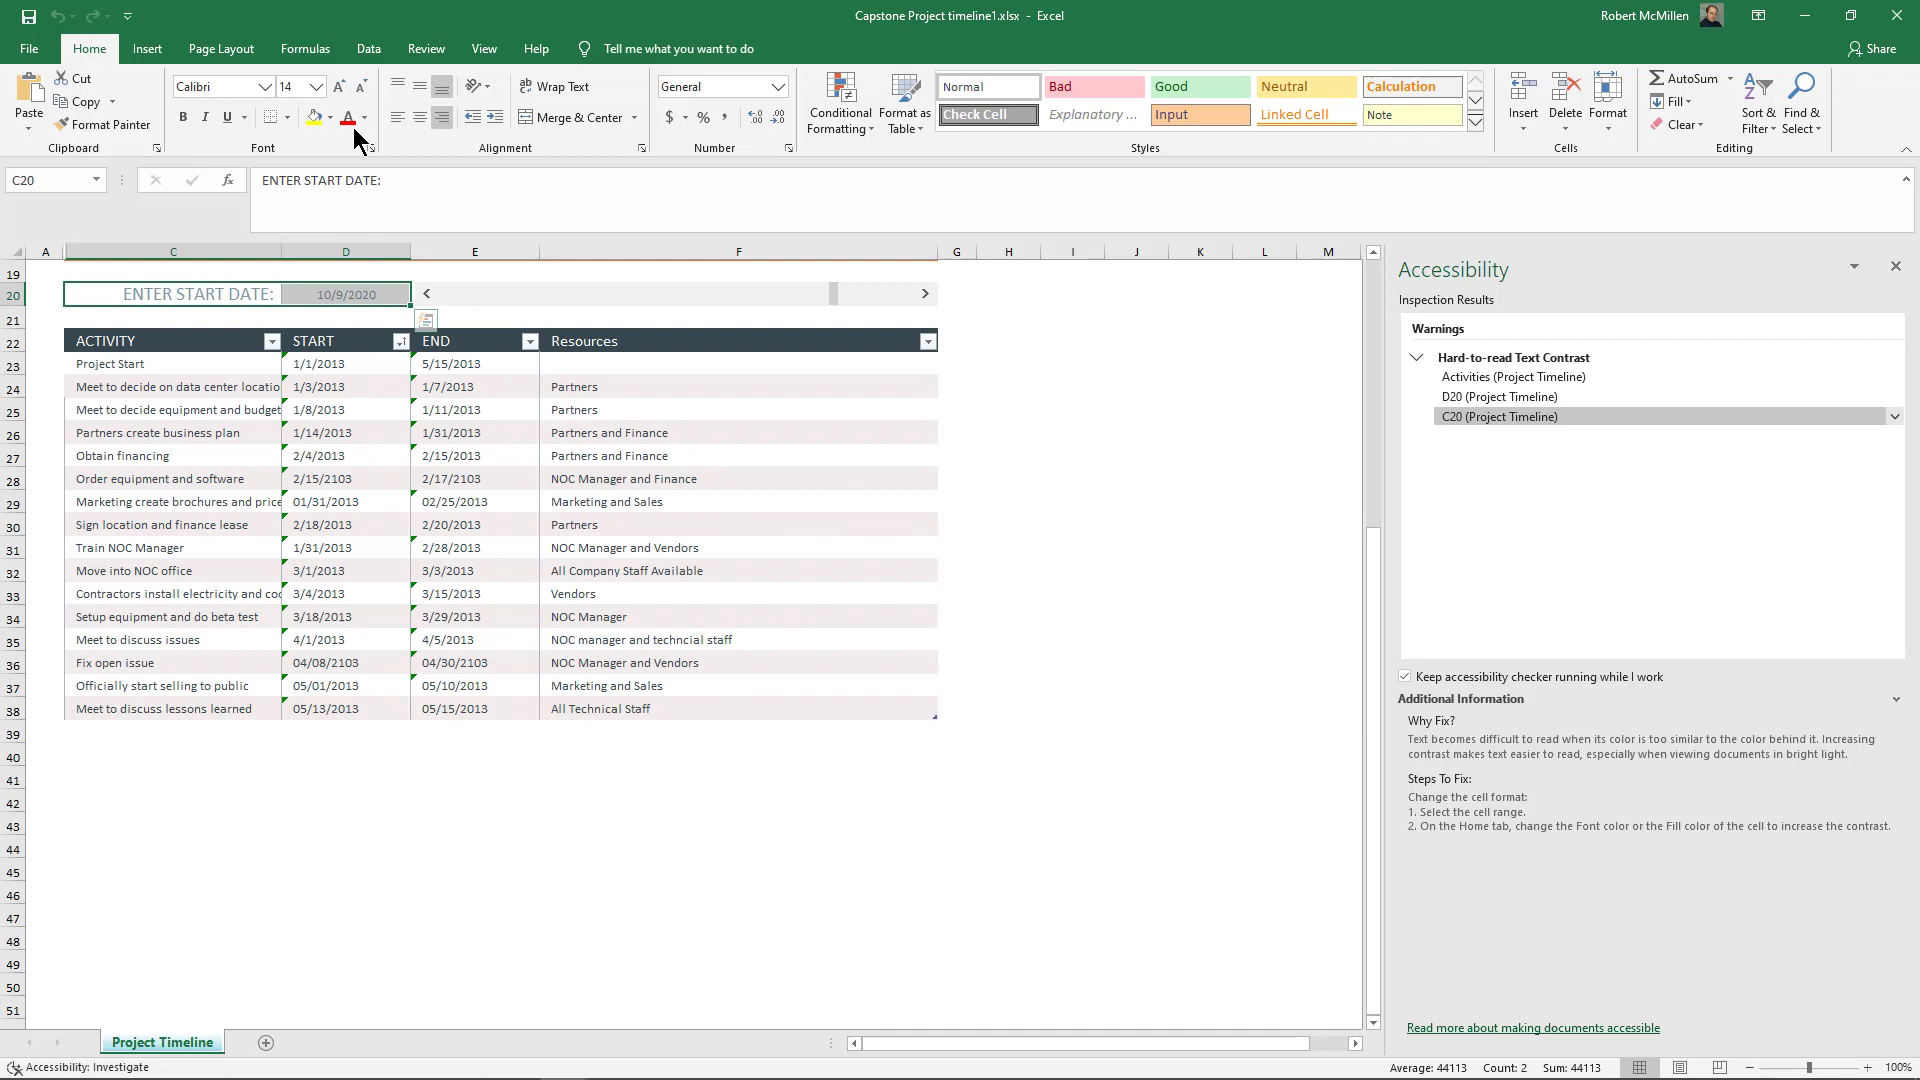 Capstone Project timeline1.xlsx - Excel
Robert McMillen
File Home Insert Page Layout Formulas Data Review View Help Tell me what you want to do Share
Paste
Cut
Copy
Format Painter
Clipboard
Calibri 14
B I U
Font
Wrap Text
Merge & Center
Alignment
General
$ % ,
Number
Conditional Formatting
Format as Table
Normal Bad Good Neutral Calculation
Check Cell Explanatory ... Input Linked Cell Note
Styles
Insert Delete Format
Cells
AutoSum
Fill
Clear
Sort & Filter
Find & Select
Editing
C20 fx ENTER START DATE:
A C D E F G H I J K L M
19
20 ENTER START DATE: 10/9/2020
21
22 ACTIVITY START END Resources
23 Project Start 1/1/2013 5/15/2013
24 Meet to decide on data center locatio 1/3/2013 1/7/2013 Partners
25 Meet to decide equipment and budget 1/8/2013 1/11/2013 Partners
26 Partners create business plan 1/14/2013 1/31/2013 Partners and Finance
27 Obtain financing 2/4/2013 2/15/2013 Partners and Finance
28 Order equipment and software 2/15/2103 2/17/2103 NOC Manager and Finance
29 Marketing create brochures and price 01/31/2013 02/25/2013 Marketing and Sales
30 Sign location and finance lease 2/18/2013 2/20/2013 Partners
31 Train NOC Manager 1/31/2013 2/28/2013 NOC Manager and Vendors
32 Move into NOC office 3/1/2013 3/3/2013 All Company Staff Available
33 Contractors install electricity and coo 3/4/2013 3/15/2013 Vendors
34 Setup equipment and do beta test 3/18/2013 3/29/2013 NOC Manager
35 Meet to discuss issues 4/1/2013 4/5/2013 NOC manager and techncial staff
36 Fix open issue 04/08/2103 04/30/2103 NOC Manager and Vendors
37 Officially start selling to public 05/01/2013 05/10/2013 Marketing and Sales
38 Meet to discuss lessons learned 05/13/2013 05/15/2013 All Technical Staff
39
40
41
42
43
44
45
46
47
48
49
50
51
Accessibility
Inspection Results
Warnings
Hard-to-read Text Contrast
Activities (Project Timeline)
D20 (Project Timeline)
C20 (Project Timeline)
Keep accessibility checker running while I work
Additional Information
Why Fix?
Text becomes difficult to read when its color is too similar to the color behind it. Increasing
contrast makes text easier to read, especially when viewing documents in bright light.
Steps To Fix:
Change the cell format:
1. Select the cell range.
2. On the Home tab, change the Font color or the Fill color of the cell to increase the contrast.
Read more about making documents accessible
Project Timeline
Accessibility: Investigate
Average: 44113 Count: 2 Sum: 44113 100%